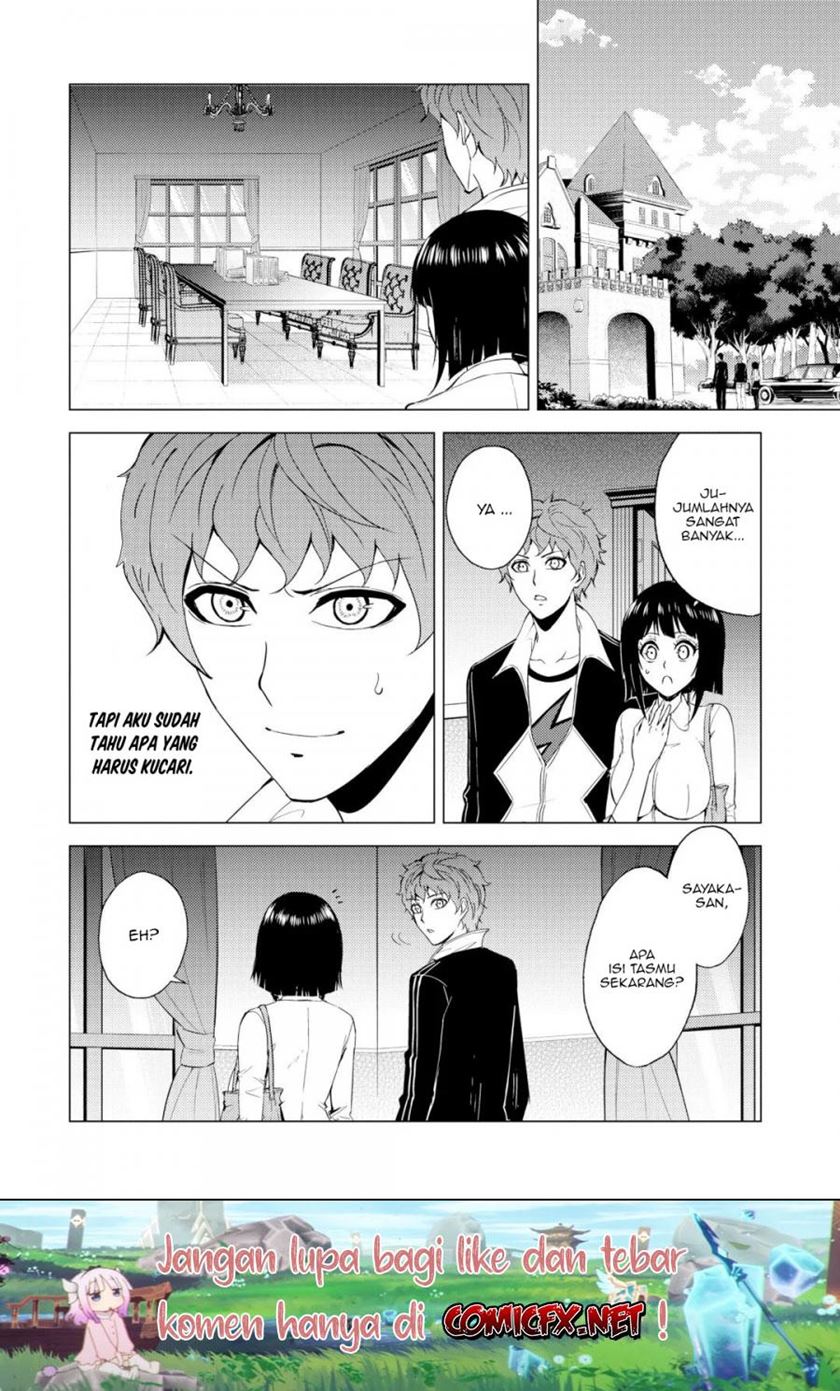 JU-
JUMLAHNYA
SANGAT
BANYAK...
YA ...
TAPI AKU SUDAH
TAHU APA YANG
HARUS KUCARI.
SAYAKA-
SAN,
APA
ISI TASMU
SEKARANG?
EH?
Jangan lupa bagi like dan tebar
komen hanya di COMICFX.NET !